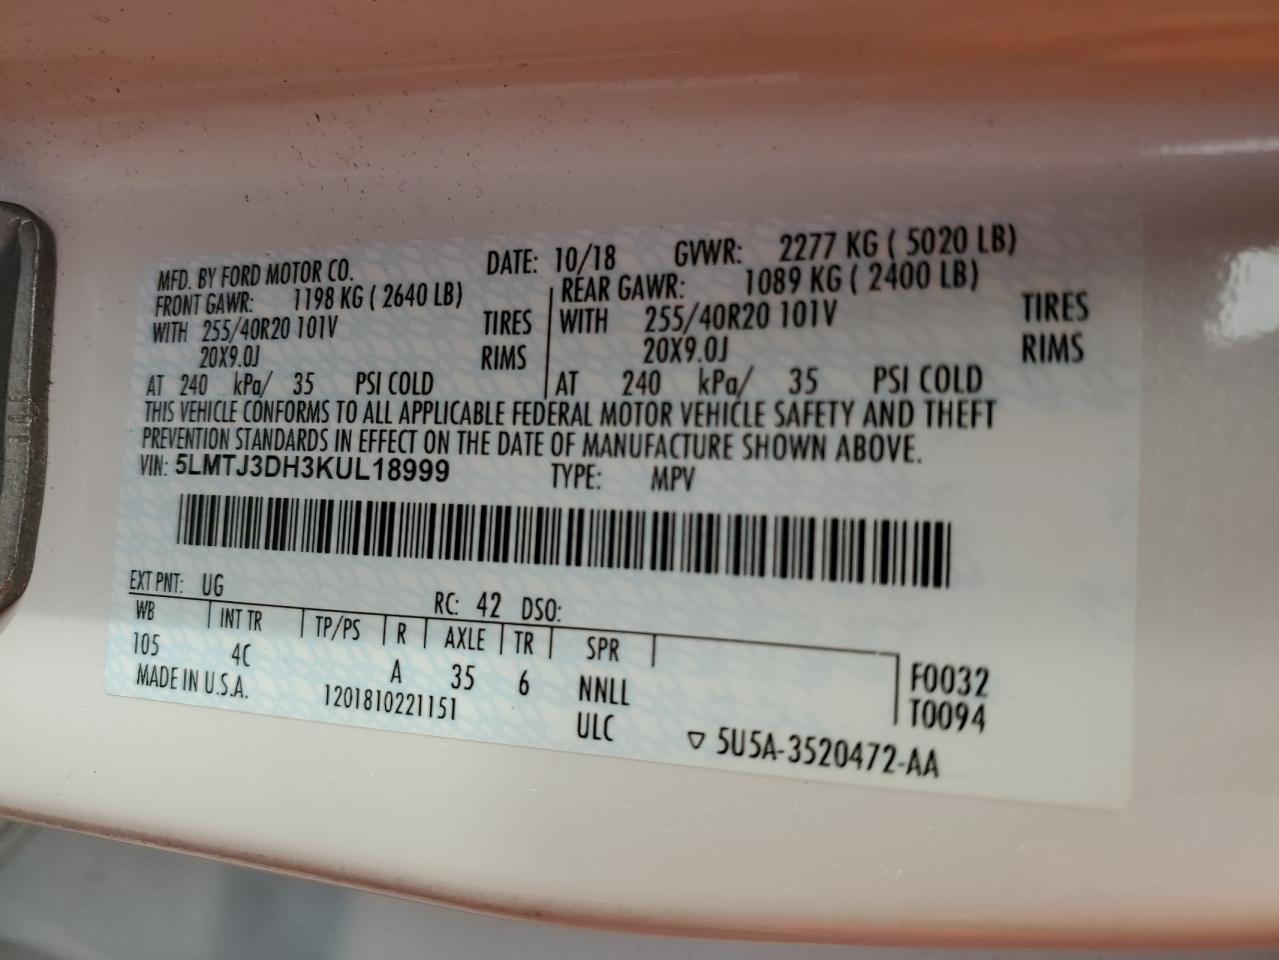 MFD. BY FORD MOTOR CO. DATE: 10/18 GVWR: 2277 KG ( 5020 LB)
FRONT GAWR: 1198 KG ( 2640 LB) REAR GAWR: 1089 KG ( 2400 LB)
WITH 255/40R20 101V TIRES WITH 255/40R20 101V TIRES
20X9.0J RIMS 20X9.0J RIMS
AT 240 kPa/ 35 PSI COLD AT 240 kPa/ 35 PSI COLD
THIS VEHICLE CONFORMS TO ALL APPLICABLE FEDERAL MOTOR VEHICLE SAFETY AND THEFT
PREVENTION STANDARDS IN EFFECT ON THE DATE OF MANUFACTURE SHOWN ABOVE.
VIN: 5LMTJ3DH3KUL18999 TYPE: MPV
EXT PNT: UG RC: 42 DSO:
WB INT TR TP/PS R AXLE TR SPR
105 4C A 35 6 NNLL F0032
MADE IN U.S.A. 1201810221151 ULC T0094
▽ 5U5A-3520472-AA